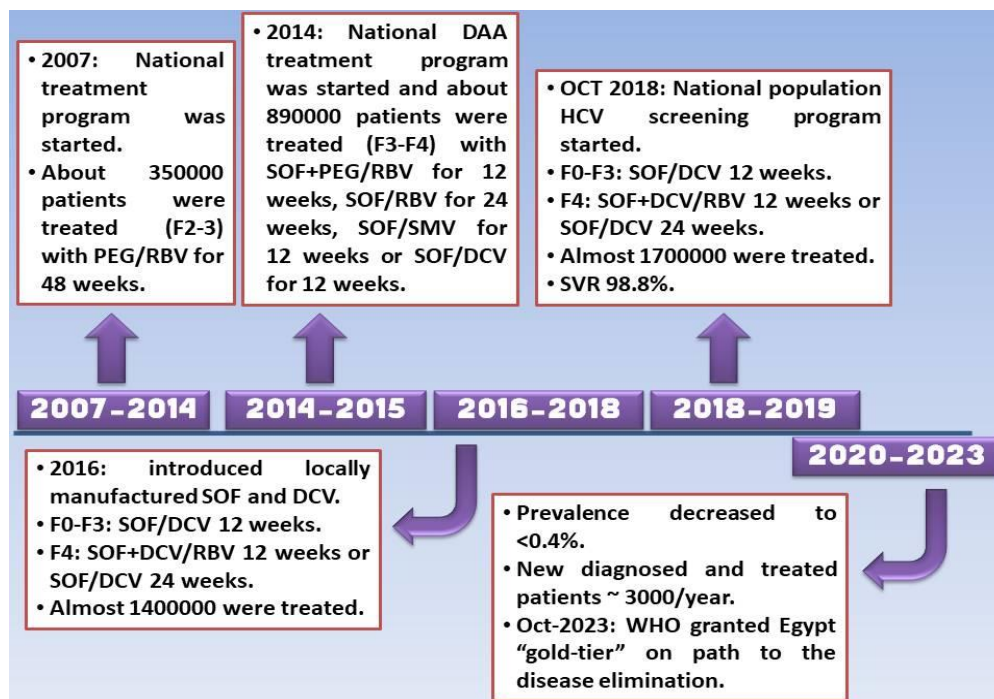 • 2007: National
treatment
program was
started.
• About 350000
patients were
treated (F2-3)
with PEG/RBV for
48 weeks.
• 2014: National DAA
treatment program
was started and about
890000 patients were
treated (F3-F4) with
SOF+PEG/RBV for 12
weeks, SOF/RBV for 24
weeks, SOF/SMV for
12 weeks or SOF/DCV
for 12 weeks.
• OCT 2018: National population
HCV screening program
started.
• F0-F3: SOF/DCV 12 weeks.
• F4: SOF+DCV/RBV 12 weeks or
SOF/DCV 24 weeks.
• Almost 1700000 were treated.
• SVR 98.8%.
2007-2014
2014-2015
2016-2018
2018-2019
2020-2023
• 2016: introduced locally
manufactured SOF and DCV.
• F0-F3: SOF/DCV 12 weeks.
• F4: SOF+DCV/RBV 12 weeks or
SOF/DCV 24 weeks.
• Almost 1400000 were treated.
• Prevalence decreased to
<0.4%.
• New diagnosed and treated
patients ~ 3000/year.
• Oct-2023: WHO granted Egypt
“gold-tier” on path to the
disease elimination.